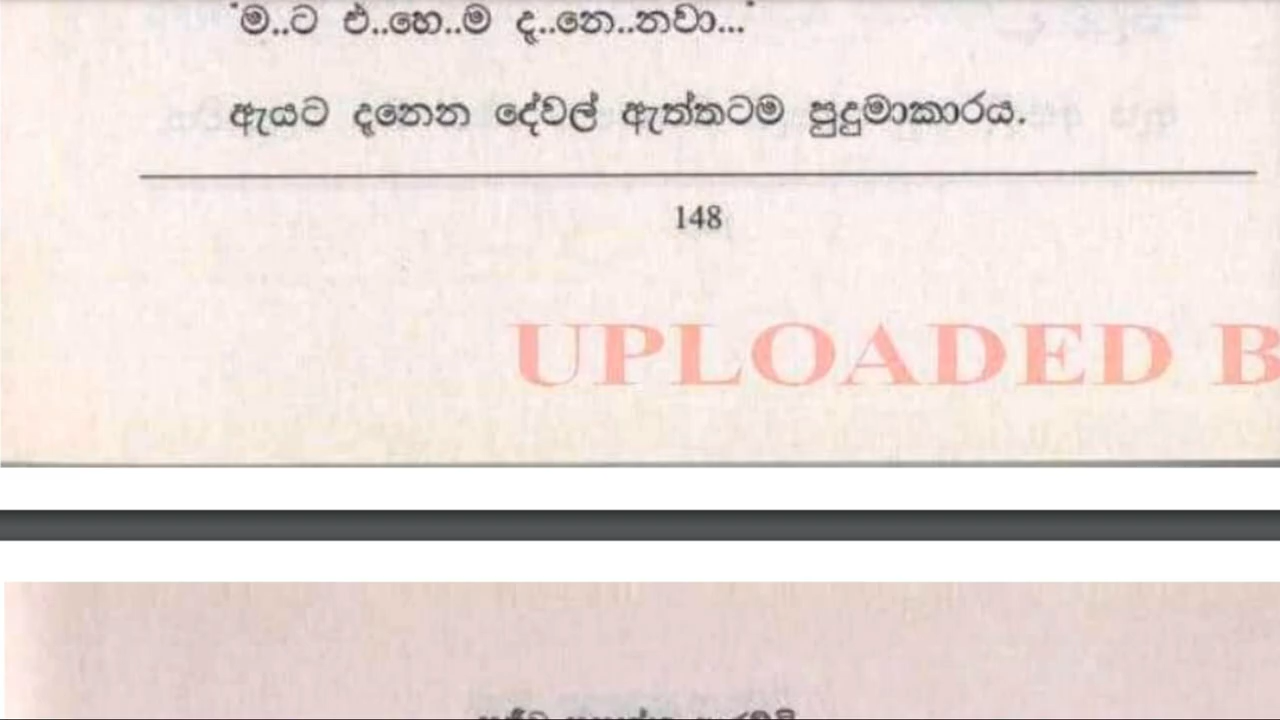 'ම..ට එ..හෙ..ම ද..නෙ..නවා...'
ඇයට දැනෙන දේවල් ඇත්තටම පුදුමාකාරය.
148
UPLOADED B